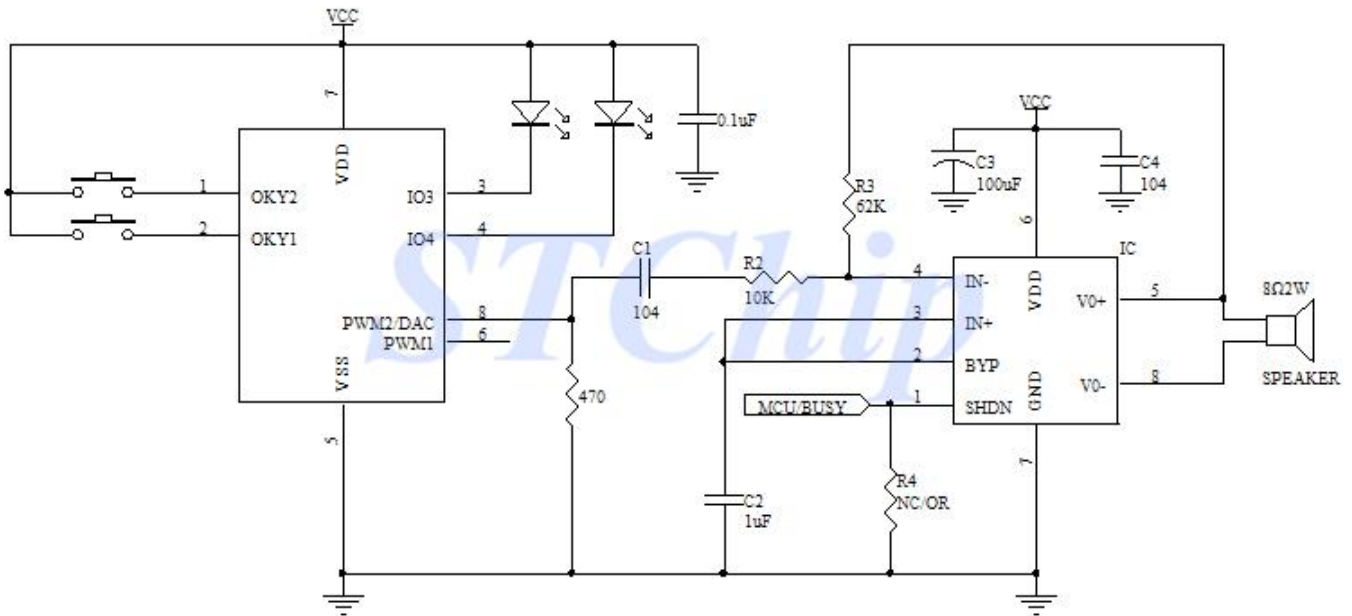 VCC
7
VDD
0.1uF
1
OKY2
IO3
3
2
OKY1
IO4
4
PWM2/DAC
8
PWM1
6
VSS
5
470
C1
104
R2
10K
R3
62K
VCC
C3
100uF
C4
104
6
IC
4
IN-
VDD
V0+
5
3
IN+
2
BYP
V0-
8
MCU/BUSY
1
SHDN
GND
7
8Ω2W
SPEAKER
C2
1uF
R4
NC/OR
STChip